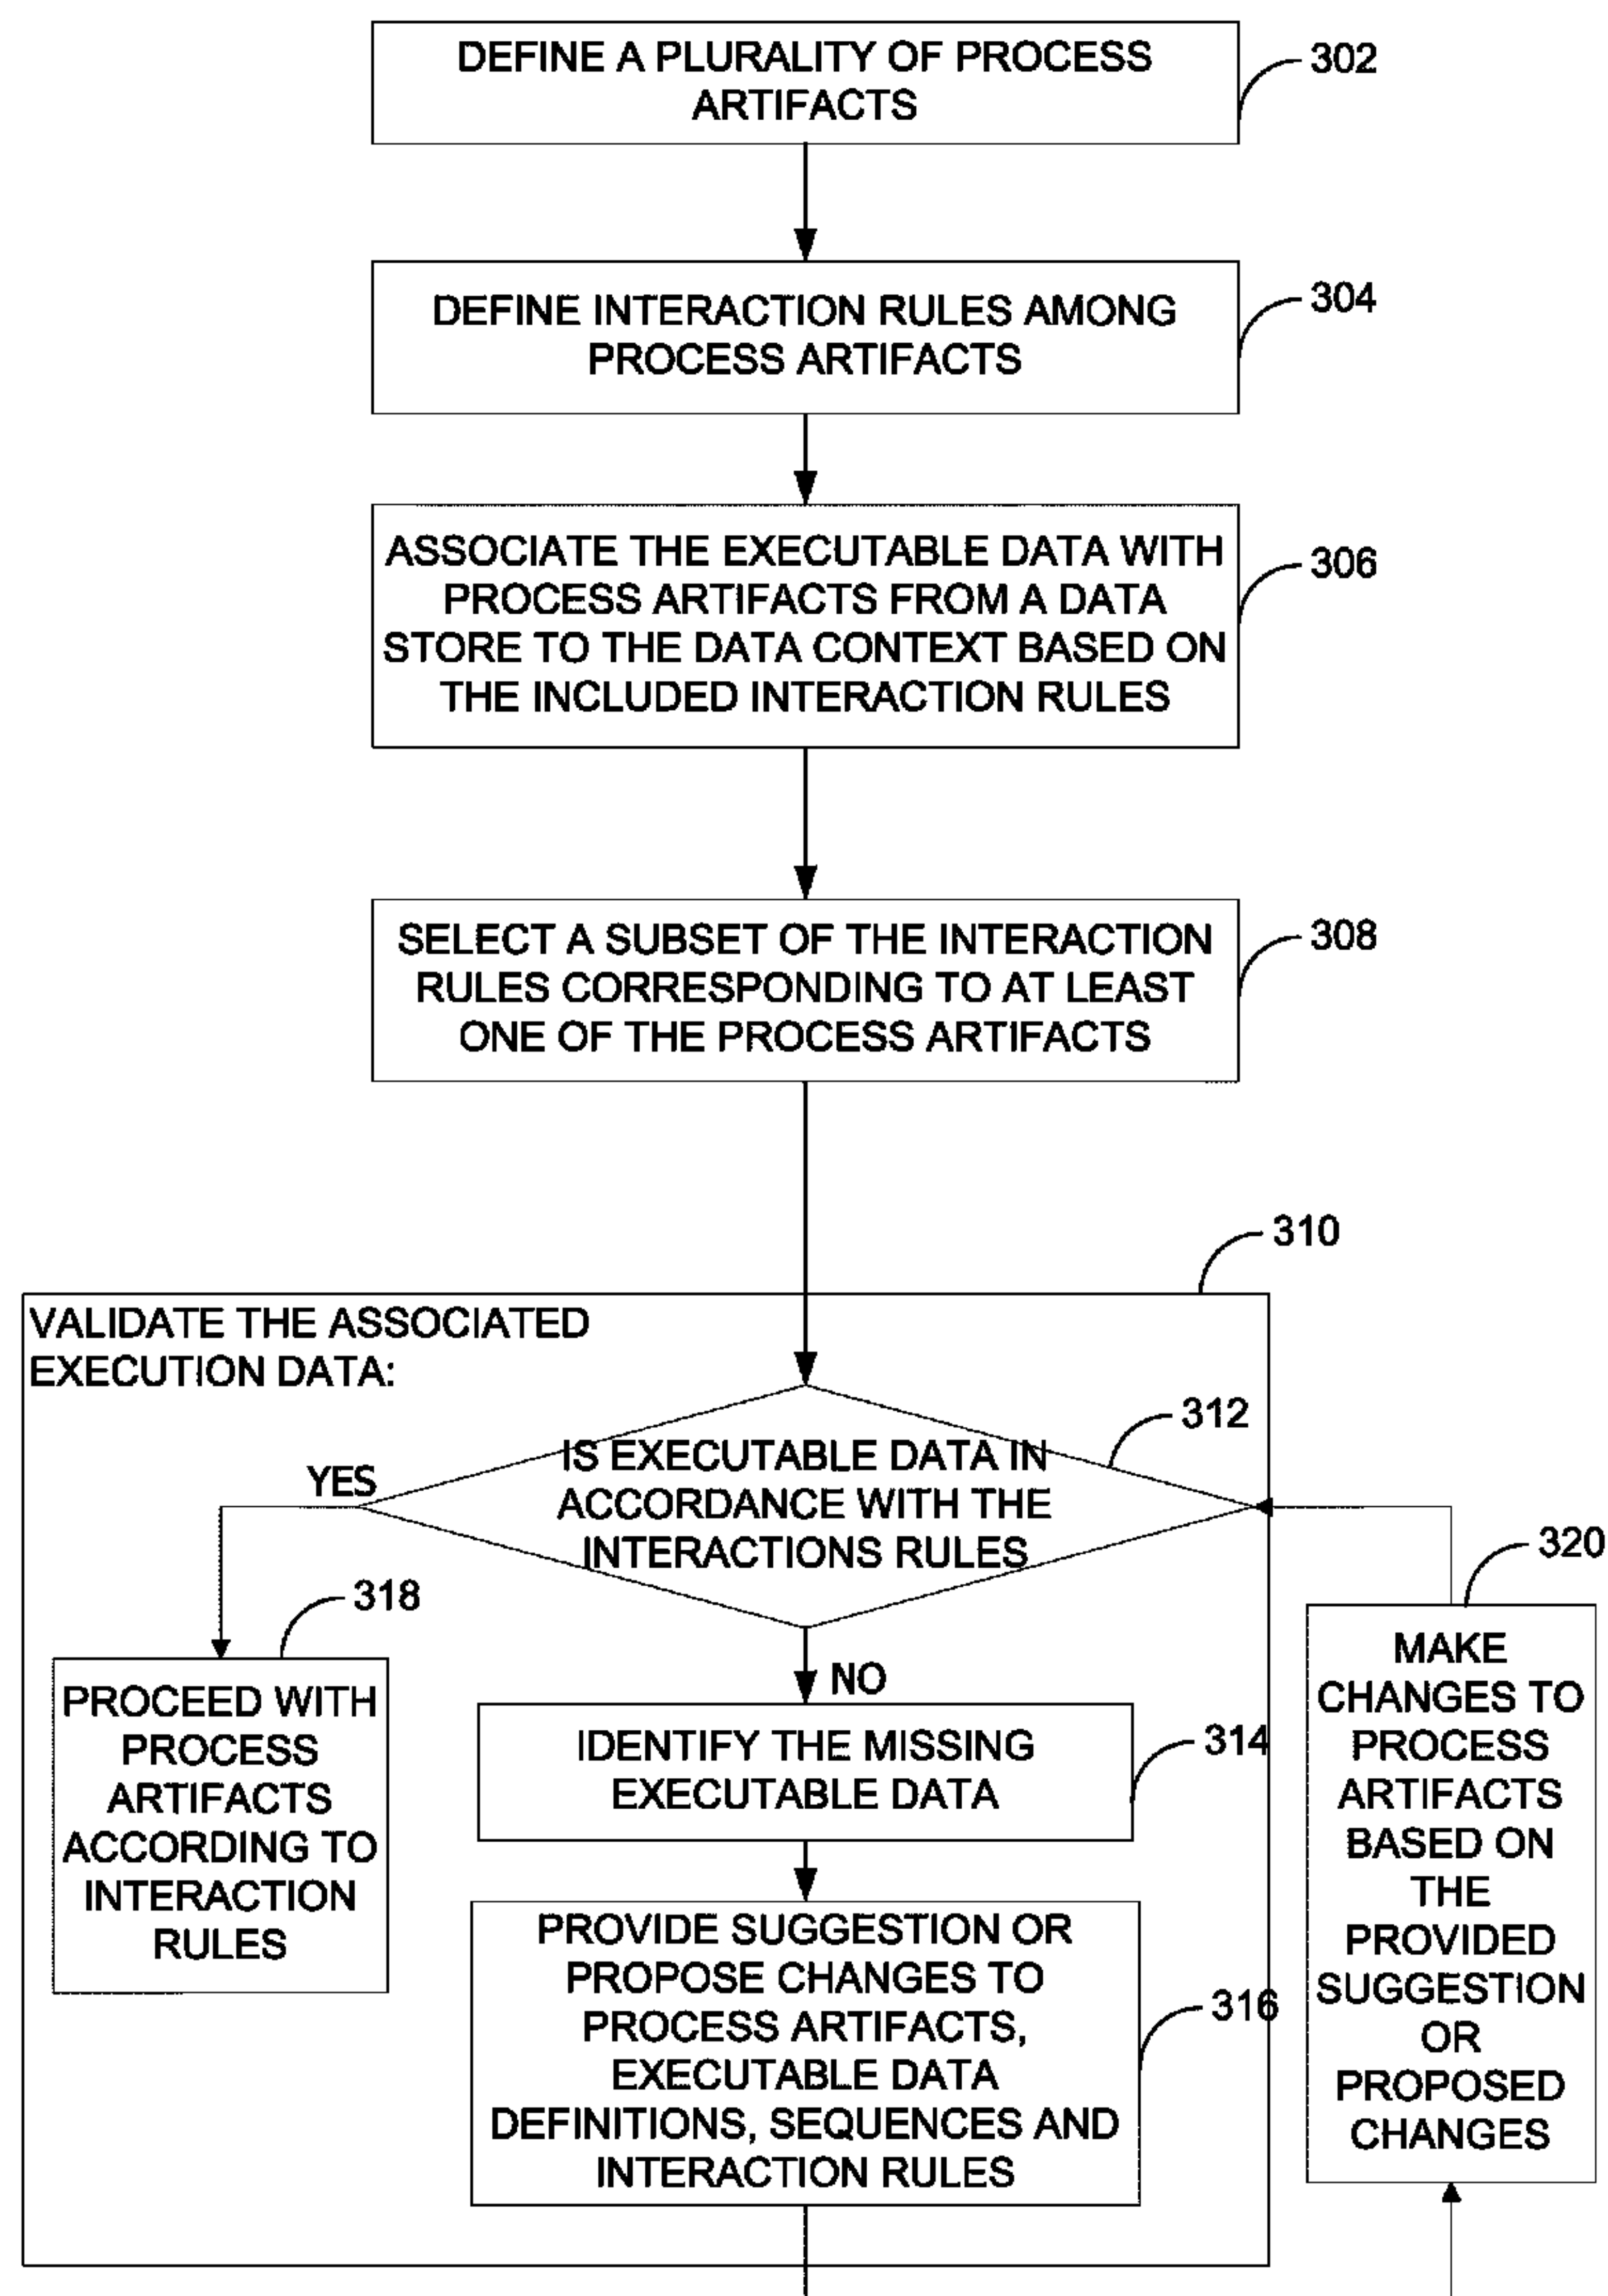 DEFINE A PLURALITY OF PROCESS
ARTIFACTS
302
DEFINE INTERACTION RULES AMONG
PROCESS ARTIFACTS
304
ASSOCIATE THE EXECUTABLE DATA WITH
PROCESS ARTIFACTS FROM A DATA
STORE TO THE DATA CONTEXT BASED ON
THE INCLUDED INTERACTION RULES
306
SELECT A SUBSET OF THE INTERACTION
RULES CORRESPONDING TO AT LEAST
ONE OF THE PROCESS ARTIFACTS
308
310
VALIDATE THE ASSOCIATED
EXECUTION DATA:
312
IS EXECUTABLE DATA IN
ACCORDANCE WITH THE
INTERACTIONS RULES
YES
318
PROCEED WITH
PROCESS
ARTIFACTS
ACCORDING TO
INTERACTION
RULES
NO
IDENTIFY THE MISSING
EXECUTABLE DATA
314
PROVIDE SUGGESTION OR
PROPOSE CHANGES TO
PROCESS ARTIFACTS,
EXECUTABLE DATA
DEFINITIONS, SEQUENCES AND
INTERACTION RULES
316
320
MAKE
CHANGES TO
PROCESS
ARTIFACTS
BASED ON
THE
PROVIDED
SUGGESTION
OR
PROPOSED
CHANGES